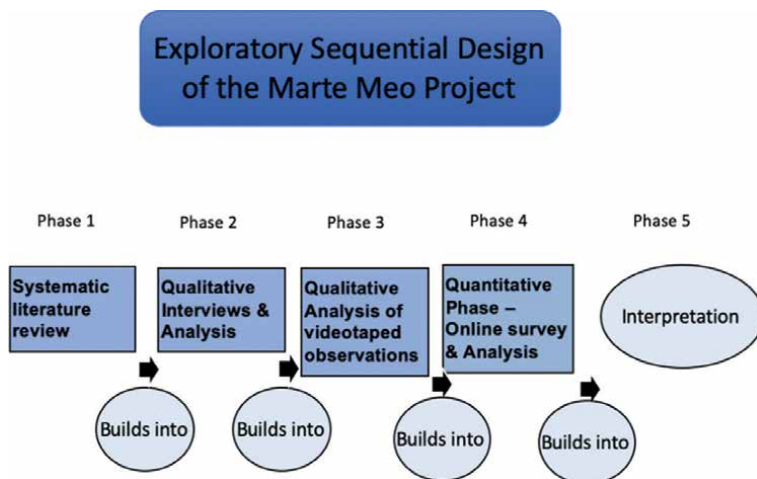 Exploratory Sequential Design
of the Marte Meo Project
Phase 1
Phase 2
Phase 3
Phase 4
Phase 5
Systematic
literature
review
Qualitative
Interviews &
Analysis
Qualitative
Analysis of
videotaped
observations
Quantitative
Phase –
Online survey
& Analysis
Interpretation
Builds into
Builds into
Builds into
Builds into